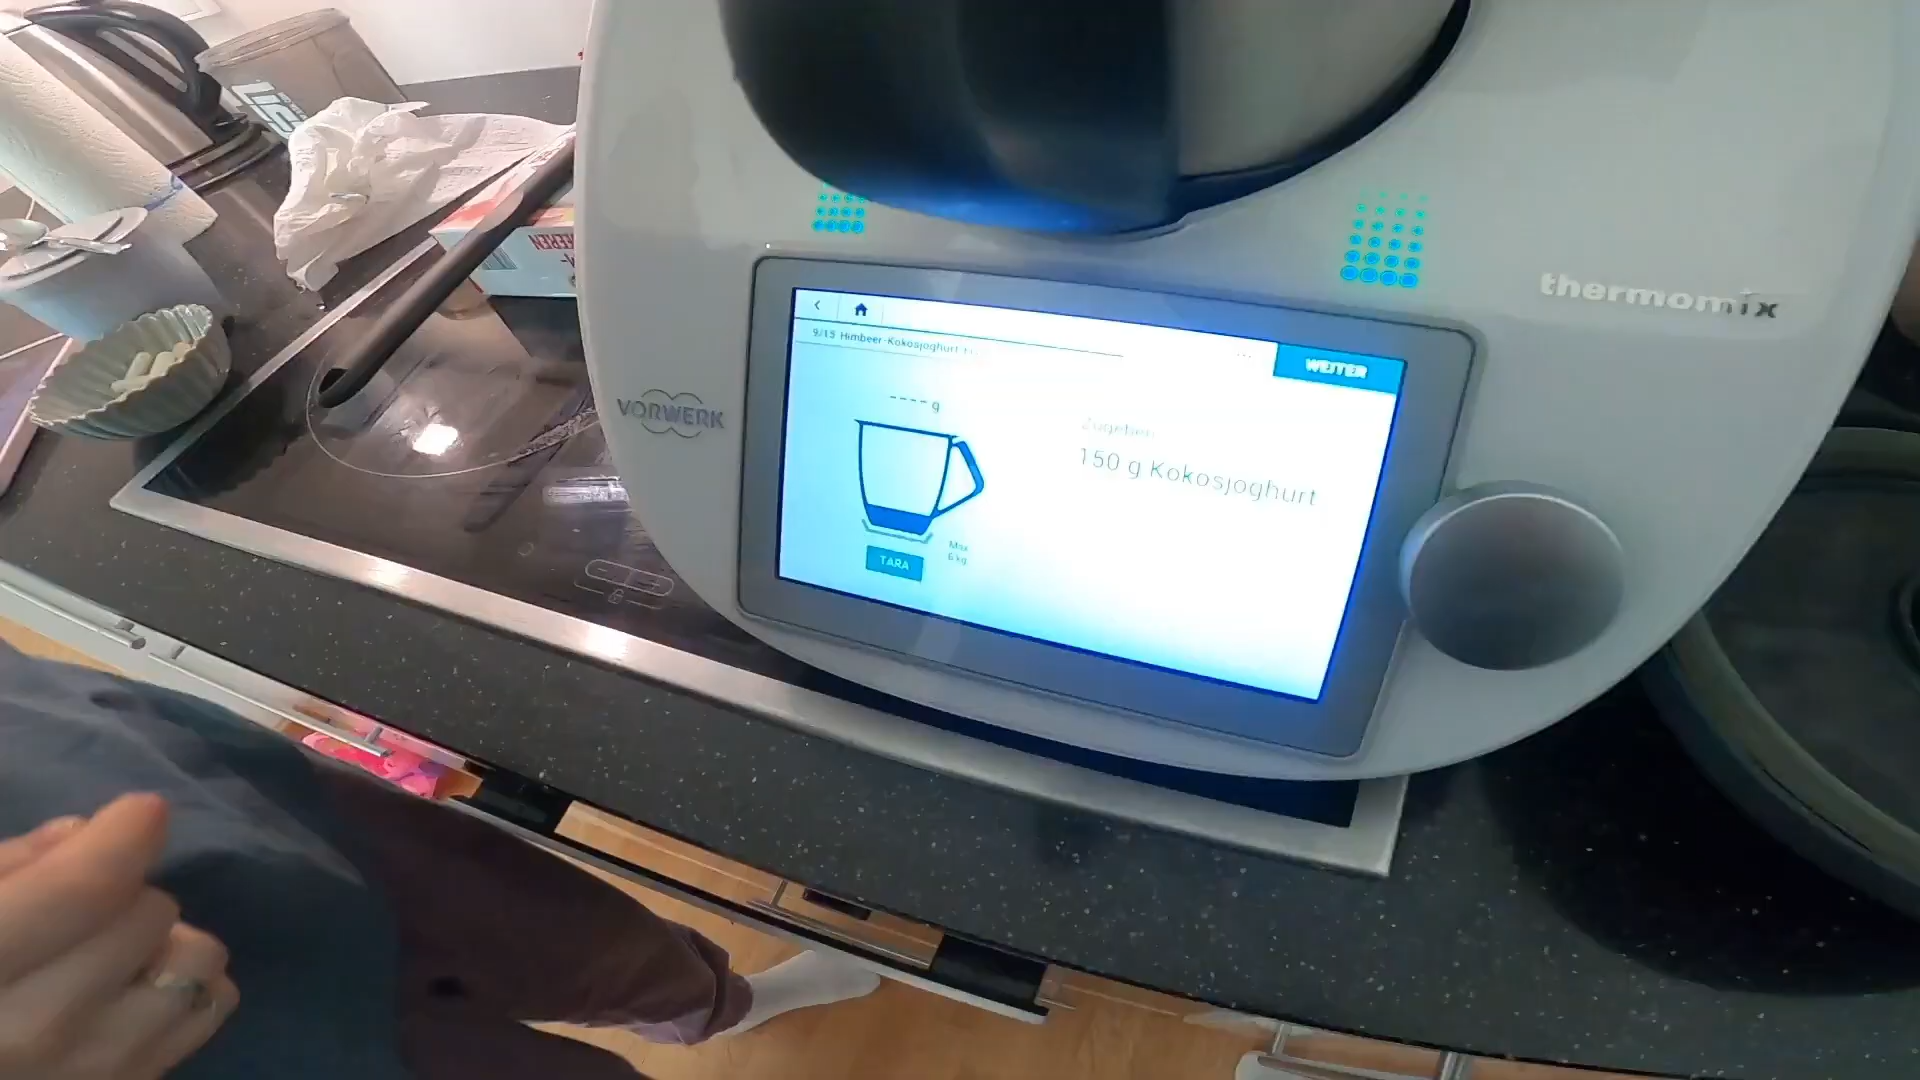 thermomix
VORWERK
9/15 Himbeer-Kokosjoghurt
WEITER
---- g
Zugeben
150 g Kokosjoghurt
TARA
Max
6 kg